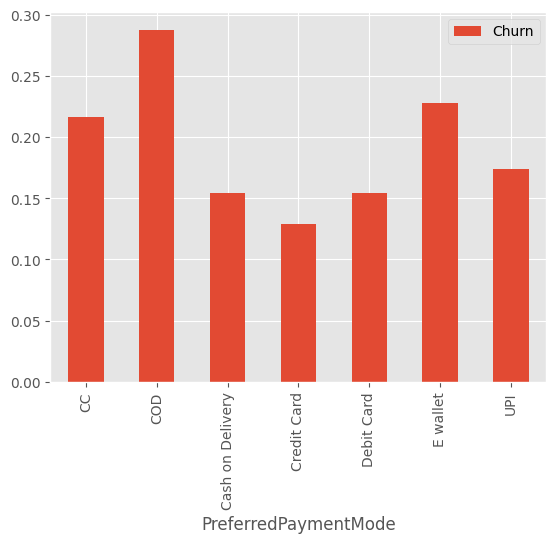 0.30
0.25
0.20
0.15
0.10
0.05
0.00
Churn
CC
COD
Cash on Delivery
Credit Card
Debit Card
E wallet
UPI
PreferredPaymentMode